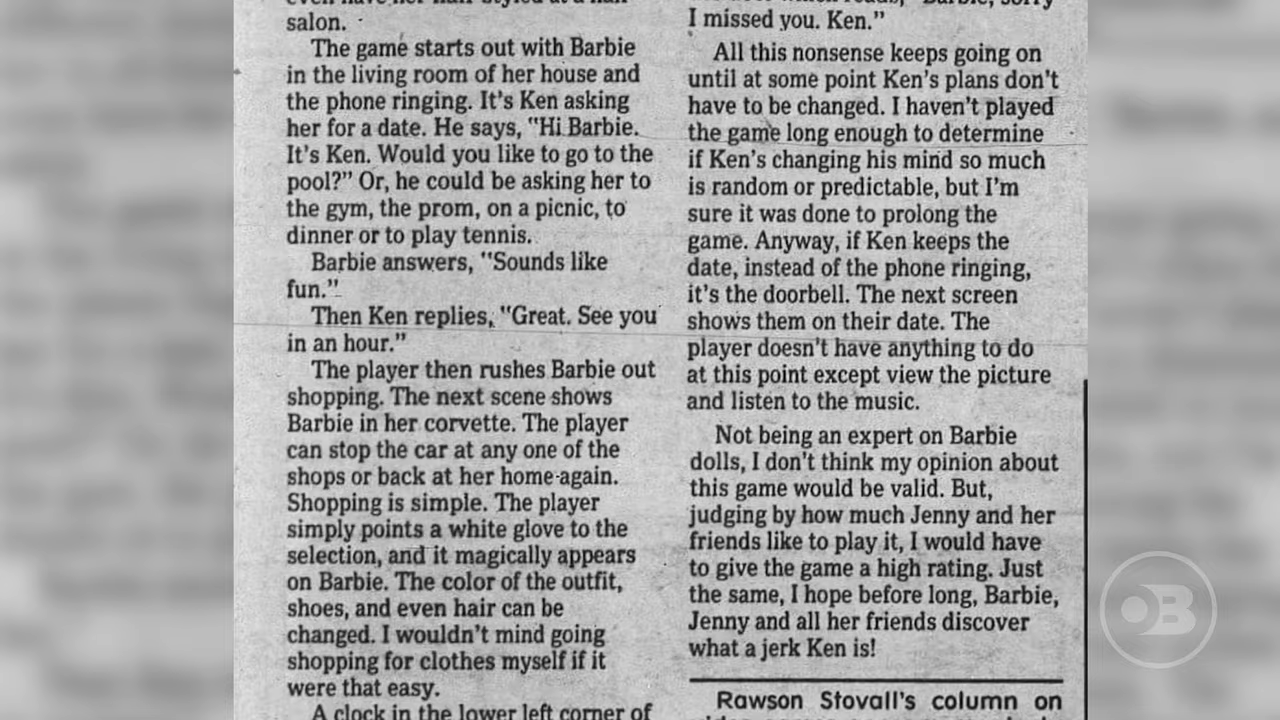 salon.
The game starts out with Barbie
in the living room of her house and
the phone ringing. It's Ken asking
her for a date. He says, "Hi Barbie.
It's Ken. Would you like to go to the
pool?" Or, he could be asking her to
the gym, the prom, on a picnic, to
dinner or to play tennis.
Barbie answers, "Sounds like
fun."
Then Ken replies, "Great. See you
in an hour."
The player then rushes Barbie out
shopping. The next scene shows
Barbie in her corvette. The player
can stop the car at any one of the
shops or back at her home again.
Shopping is simple. The player
simply points a white glove to the
selection, and it magically appears
on Barbie. The color of the outfit,
shoes, and even hair can be
changed. I wouldn't mind going
shopping for clothes myself if it
were that easy.
A clock in the lower left corner of
I missed you. Ken."
All this nonsense keeps going on
until at some point Ken's plans don't
have to be changed. I haven't played
the game long enough to determine
if Ken's changing his mind so much
is random or predictable, but I'm
sure it was done to prolong the
game. Anyway, if Ken keeps the
date, instead of the phone ringing,
it's the doorbell. The next screen
shows them on their date. The
player doesn't have anything to do
at this point except view the picture
and listen to the music.
Not being an expert on Barbie
dolls, I don't think my opinion about
this game would be valid. But,
judging by how much Jenny and her
friends like to play it, I would have
to give the game a high rating. Just
the same, I hope before long, Barbie,
Jenny and all her friends discover
what a jerk Ken is!
Rawson Stovall's column on
B